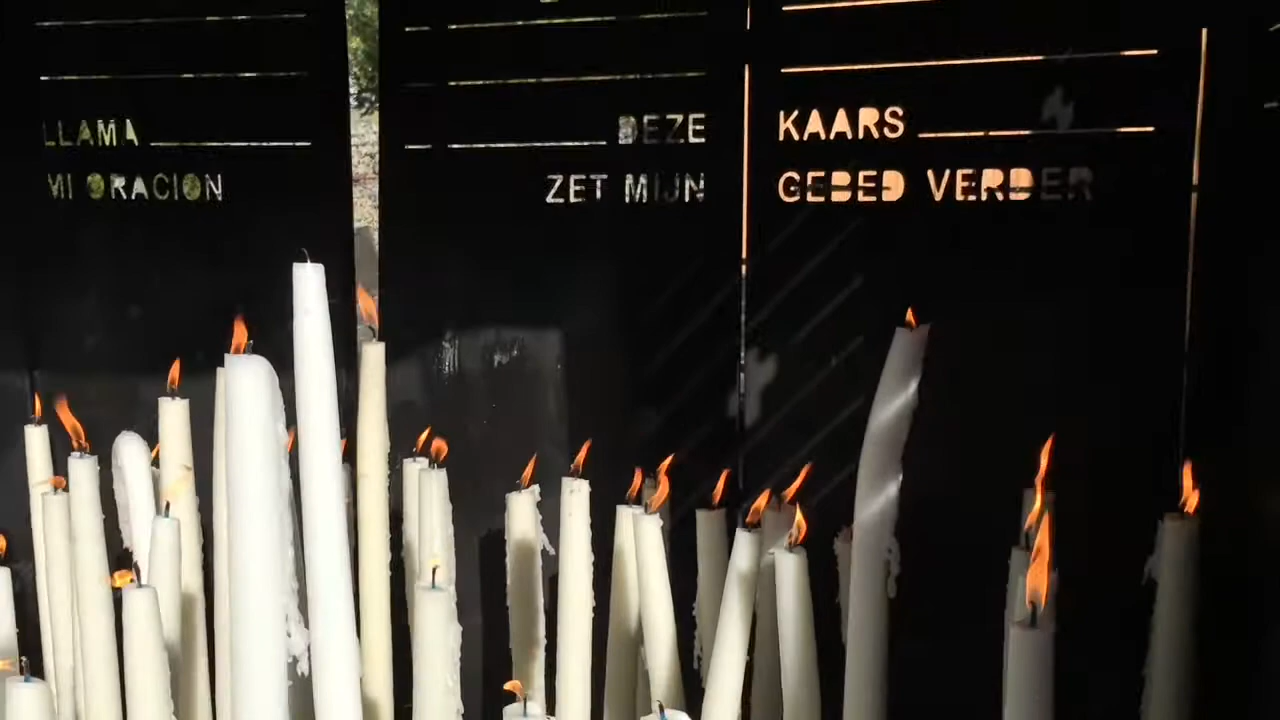 LLAMA
MI ORACION
DEZE KAARS
ZET MIJN GEBED VERDER